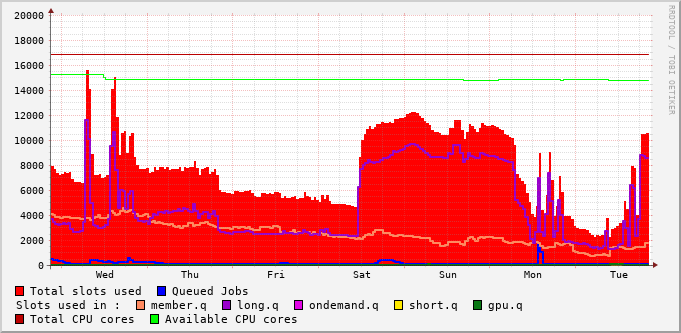 20000
18000
16000
14000
12000
10000
8000
6000
4000
2000
0
Wed Thu Fri Sat Sun Mon Tue
RRDTOOL / TOBI OETIKER
Total slots used Queued Jobs
Slots used in : member.q long.q ondemand.q short.q gpu.q
Total CPU cores Available CPU cores